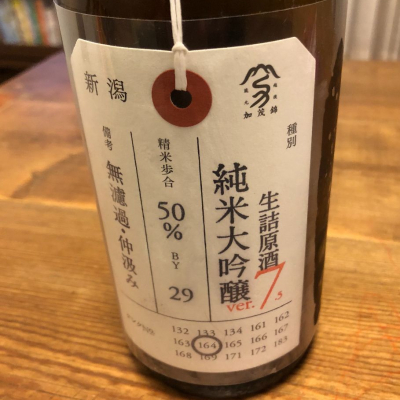 加茂錦
種別
生詰原酒
純米大吟醸
ver.7.5
精米歩合
50%
BY
29
備考
無濾過・仲汲み
新潟
132 133 134 161 162
163 164 165 166 167
168 169 171 172 183